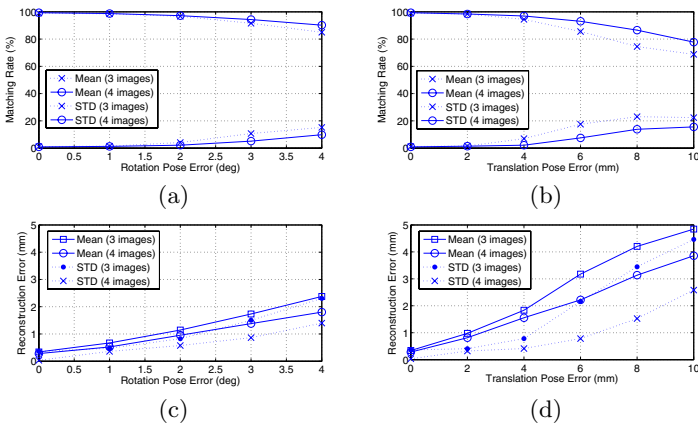 100
80
60
40
20
0
Matching Rate (%)
Mean (3 images)
Mean (4 images)
STD (3 images)
STD (4 images)
0 0.5 1 1.5 2 2.5 3 3.5 4
Rotation Pose Error (deg)
(a)
100
80
60
40
20
0
Matching Rate (%)
Mean (3 images)
Mean (4 images)
STD (3 images)
STD (4 images)
0 2 4 6 8 10
Translation Pose Error (mm)
(b)
5
4
3
2
1
0
Reconstruction Error (mm)
Mean (3 images)
Mean (4 images)
STD (3 images)
STD (4 images)
0 0.5 1 1.5 2 2.5 3 3.5 4
Rotation Pose Error (deg)
(c)
5
4
3
2
1
0
Reconstruction Error (mm)
Mean (3 images)
Mean (4 images)
STD (3 images)
STD (4 images)
0 2 4 6 8 10
Translation Pose Error (mm)
(d)